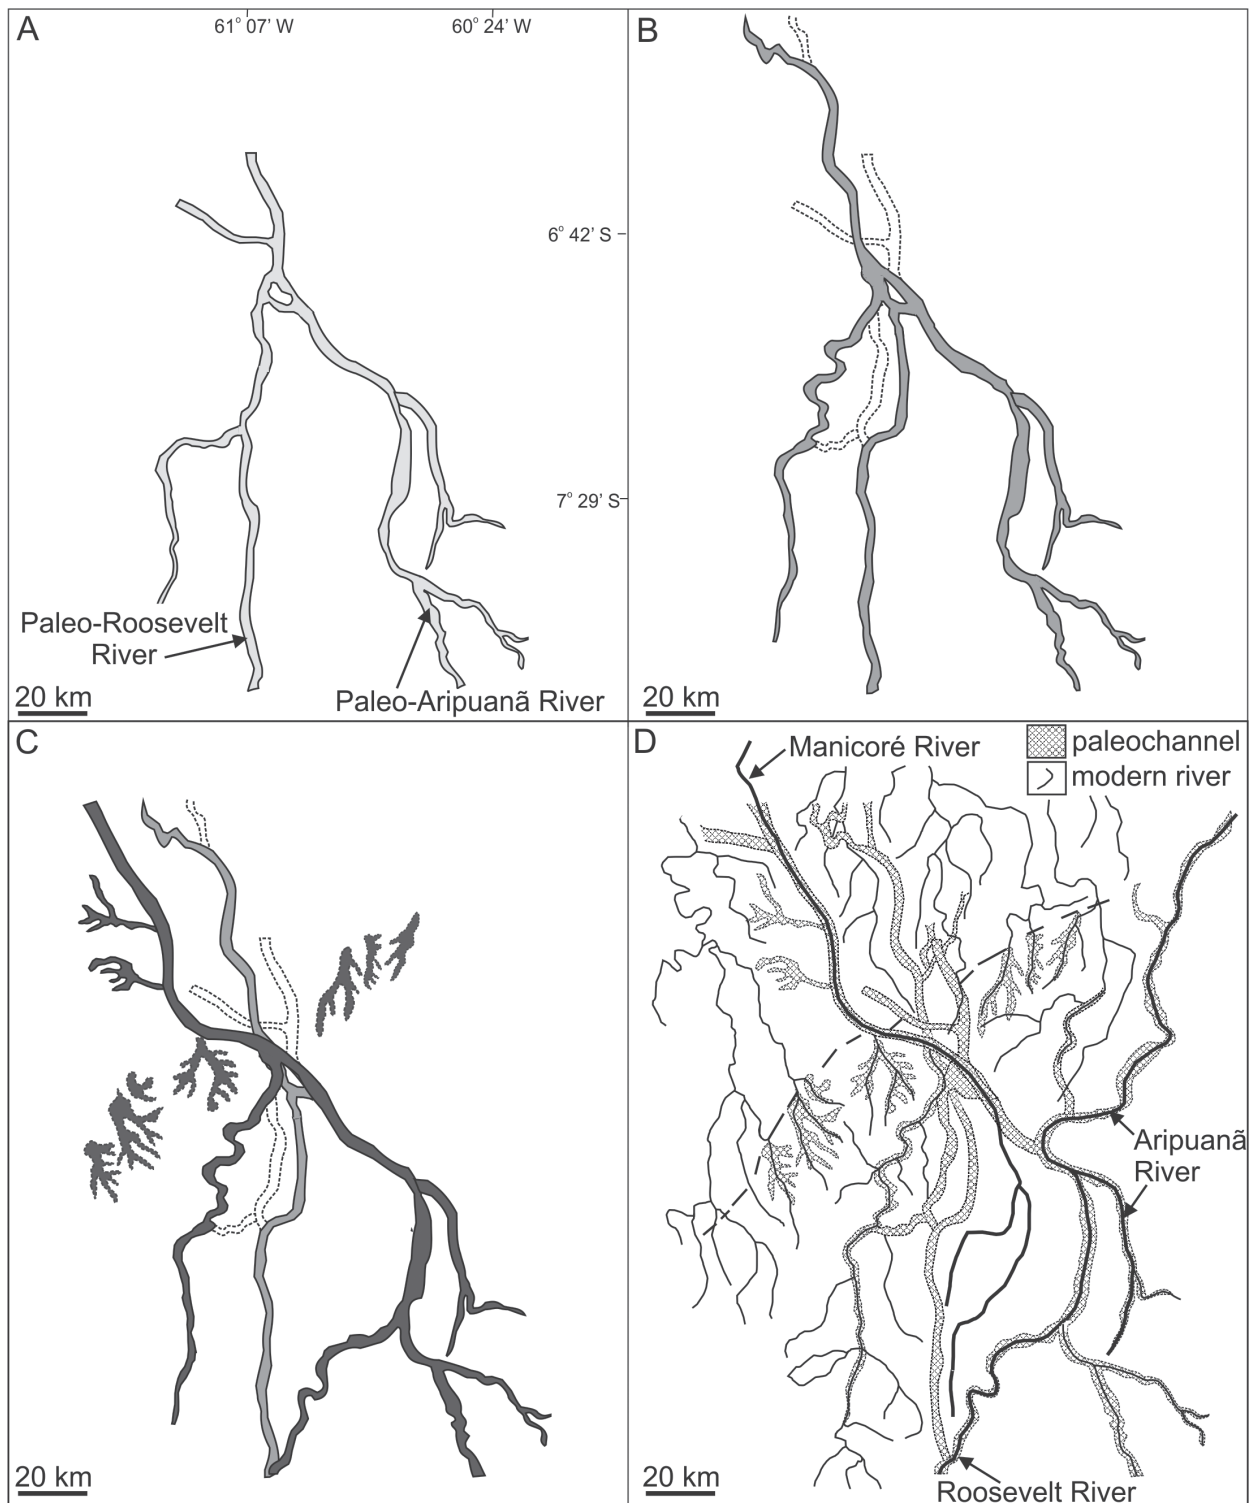 A
61° 07' W
60° 24' W
6° 42' S
7° 29' S
Paleo-Roosevelt
River
Paleo-Aripuanã River
20 km
B
20 km
C
20 km
D
Manicoré River
paleochannel
modern river
Aripuanã
River
Roosevelt River
20 km